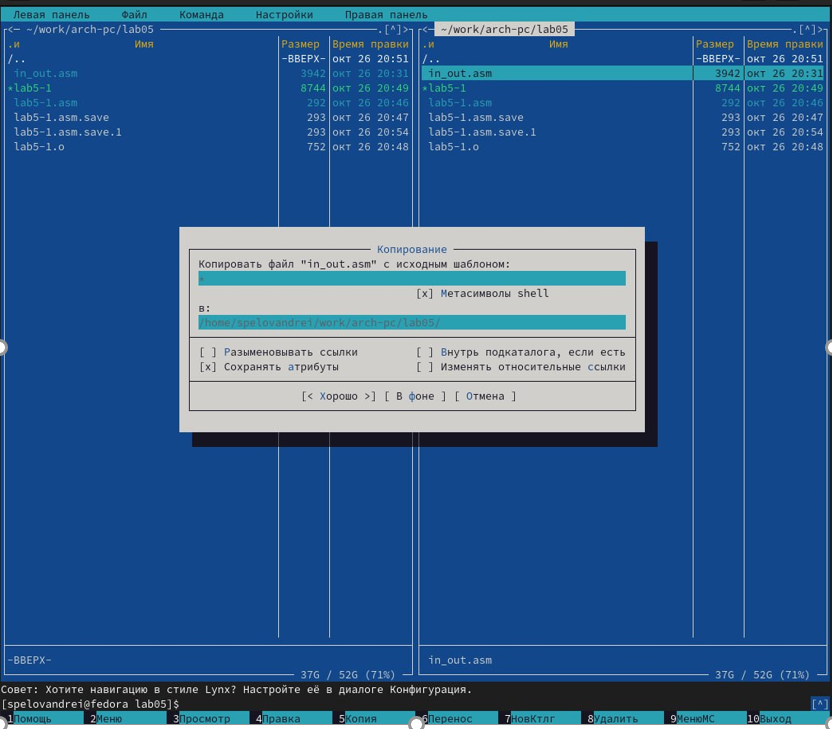 Левая панель Файл Команда Настройки Правая панель
<─ ~/work/arch-pc/lab05 .[^]>
.и Имя Размер Время правки
/.. -ВВЕРХ- окт 26 20:51
in_out.asm 3942 окт 26 20:31
*lab5-1 8744 окт 26 20:49
lab5-1.asm 292 окт 26 20:46
lab5-1.asm.save 293 окт 26 20:47
lab5-1.asm.save.1 293 окт 26 20:54
lab5-1.o 752 окт 26 20:48
-ВВЕРХ-
37G / 52G (71%)
<─ ~/work/arch-pc/lab05 .[^]>
.и Имя Размер Время правки
/.. -ВВЕРХ- окт 26 20:51
in_out.asm 3942 окт 26 20:31
*lab5-1 8744 окт 26 20:49
lab5-1.asm 292 окт 26 20:46
lab5-1.asm.save 293 окт 26 20:47
lab5-1.asm.save.1 293 окт 26 20:54
lab5-1.o 752 окт 26 20:48
in_out.asm
37G / 52G (71%)
Копирование
Копировать файл "in_out.asm" с исходным шаблоном:
*
[x] Метасимволы shell
в:
/home/spelovandrei/work/arch-pc/lab05/
[ ] Разыменовывать ссылки [ ] Внутрь подкаталога, если есть
[x] Сохранять атрибуты [ ] Изменять относительные ссылки
[< Хорошо >] [ В фоне ] [ Отмена ]
Совет: Хотите навигацию в стиле Lynx? Настройте её в диалоге Конфигурация.
[spelovandrei@fedora lab05]$ [^]
1Помощь 2Меню 3Просмотр 4Правка 5Копия 6Перенос 7НовКтлг 8Удалить 9МенюMC 10Выход